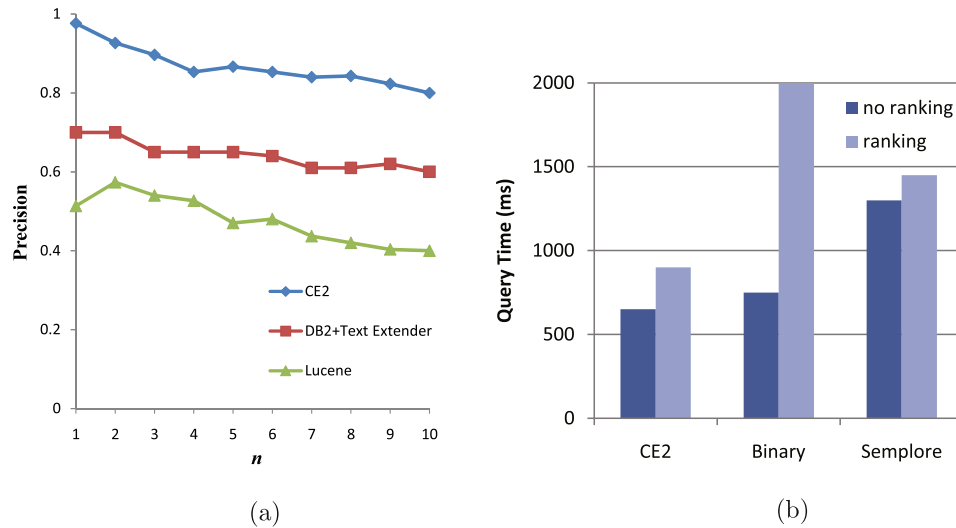 1
0.8
0.6
0.4
0.2
0
Precision
1 2 3 4 5 6 7 8 9 10
n
CE2
DB2+Text Extender
Lucene
(a)
2000
1500
1000
500
0
Query Time (ms)
no ranking
ranking
CE2 Binary Semplore
(b)